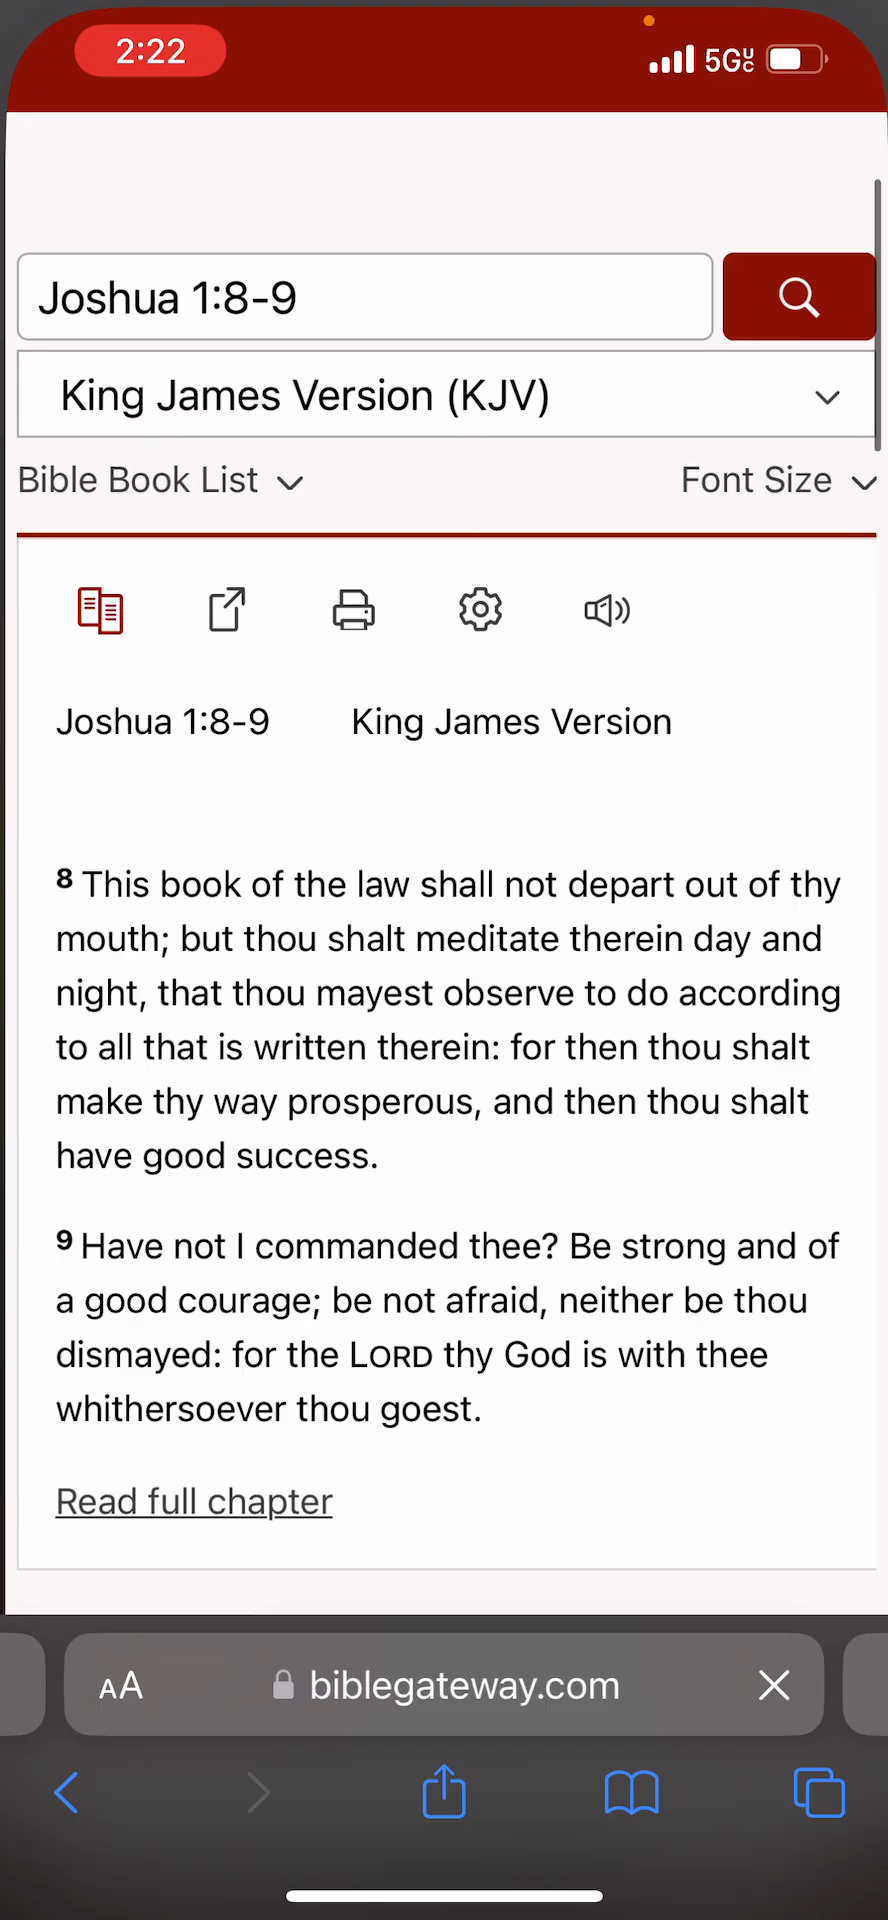 2:22
5GUC
Joshua 1:8-9
King James Version (KJV)
Bible Book List
Font Size
Joshua 1:8-9 King James Version
8 This book of the law shall not depart out of thy
mouth; but thou shalt meditate therein day and
night, that thou mayest observe to do according
to all that is written therein: for then thou shalt
make thy way prosperous, and then thou shalt
have good success.
9 Have not I commanded thee? Be strong and of
a good courage; be not afraid, neither be thou
dismayed: for the LORD thy God is with thee
whithersoever thou goest.
Read full chapter
AA biblegateway.com